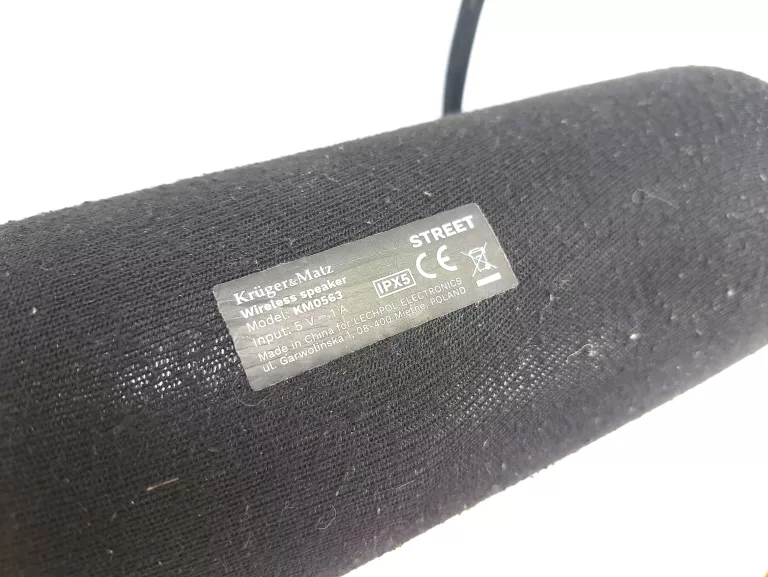 Krüger&Matz
STREET
Wireless speaker
Model: KM0563
IPX5 CE
Input: 5 V⎓1 A
Made in China for LECHPOL ELECTRONICS
ul. Garwolińska 1, 08-400 Miętne, POLAND